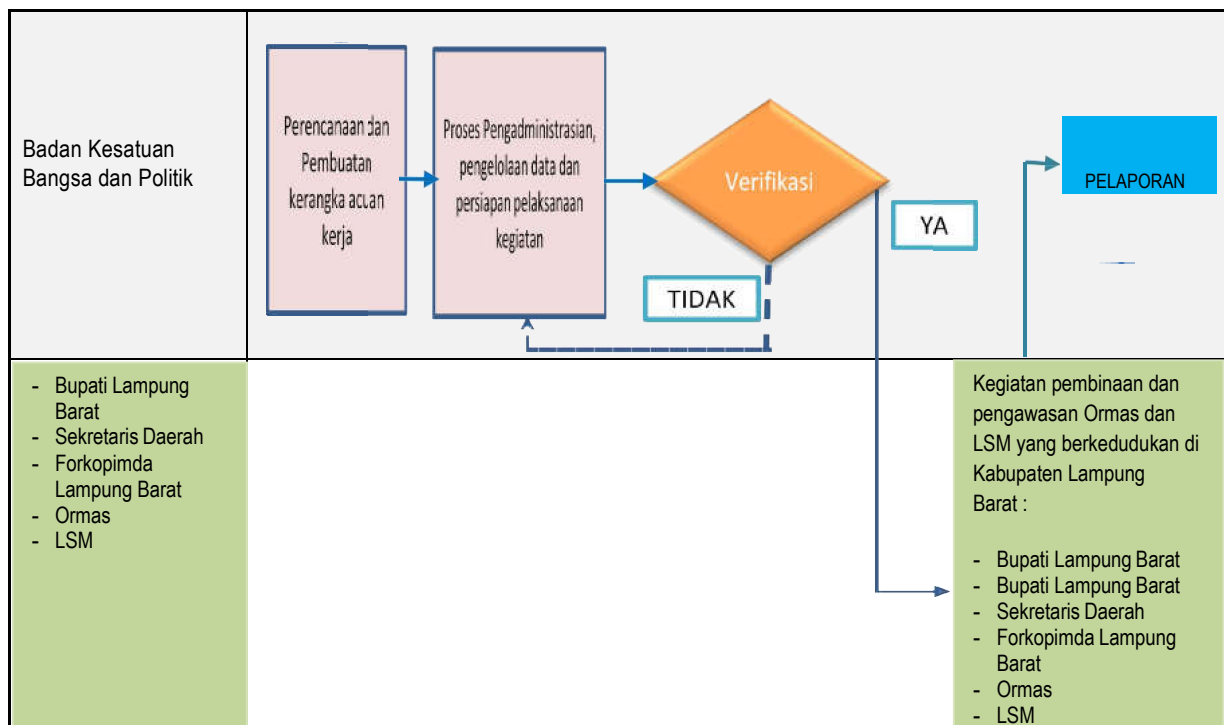 Badan Kesatuan
Bangsa dan Politik
Perencanaan dan
Pembuatan
kerangka acuan
kerja
Proses Pengadministrasian,
pengelolaan data dan
persiapan pelaksanaan
kegiatan
Verifikasi
YA
TIDAK
PELAPORAN
- Bupati Lampung
Barat
- Sekretaris Daerah
- Forkopimda
Lampung Barat
- Ormas
- LSM
Kegiatan pembinaan dan
pengawasan Ormas dan
LSM yang berkedudukan di
Kabupaten Lampung
Barat :
- Bupati Lampung Barat
- Bupati Lampung Barat
- Sekretaris Daerah
- Forkopimda Lampung
Barat
- Ormas
- LSM